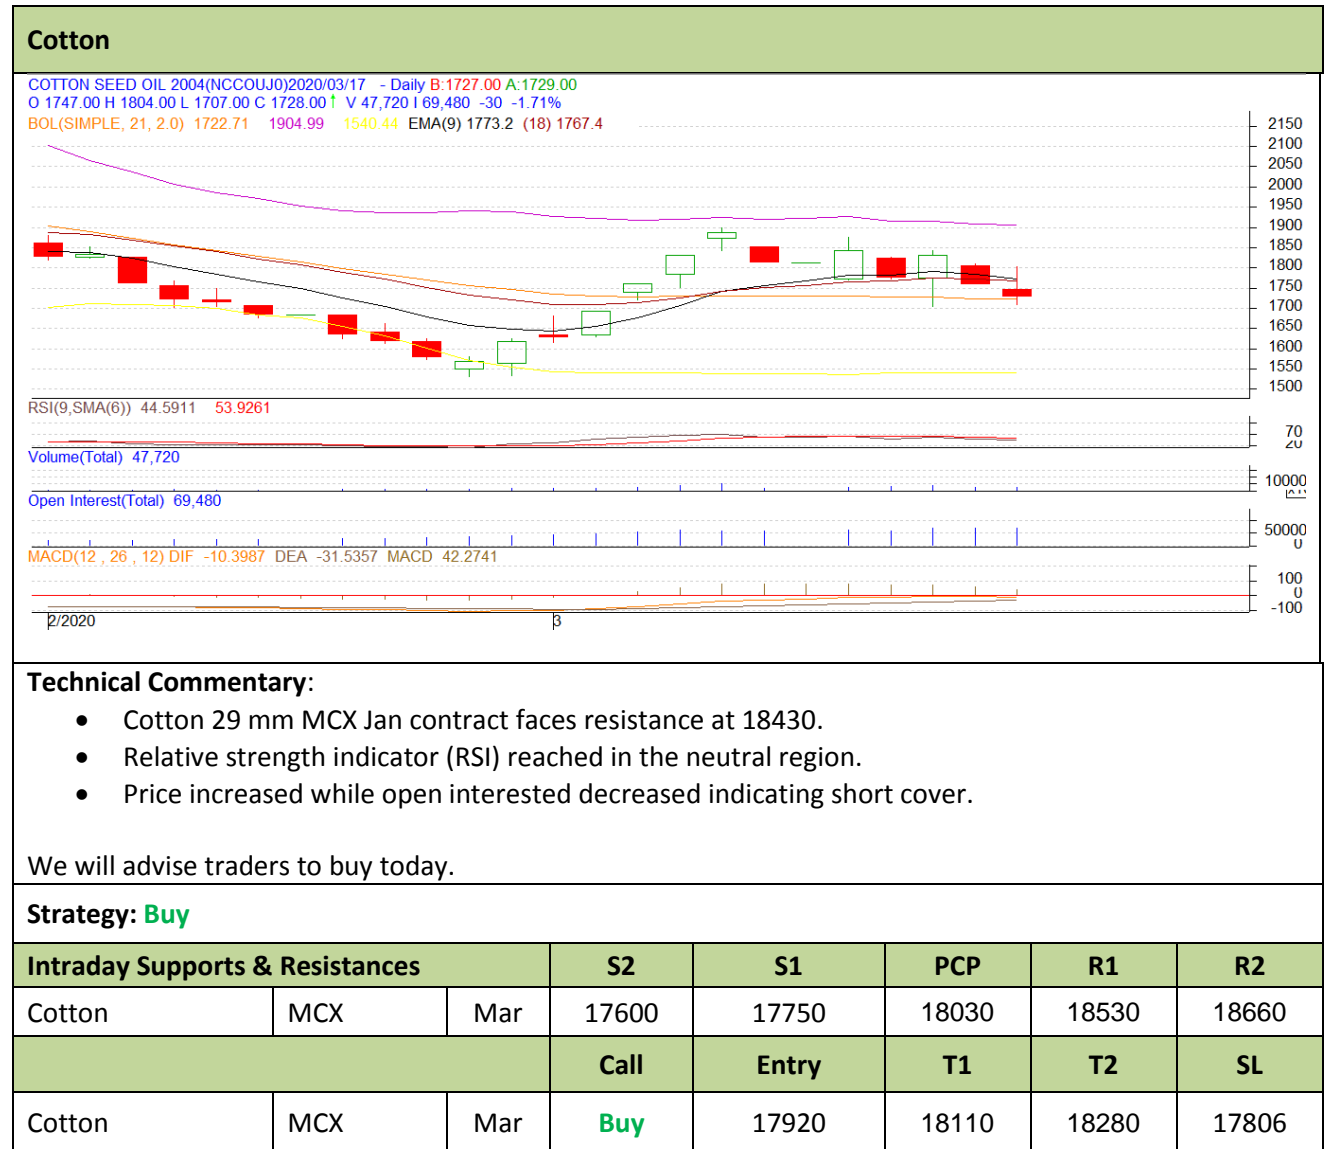 Cotton
COTTON SEED OIL 2004(NCCOUJ0)2020/03/17 - Daily B:1727.00 A:1729.00
O 1747.00 H 1804.00 L 1707.00 C 1728.00↑ V 47,720 I 69,480 -30 -1.71%
BOL(SIMPLE, 21, 2.0) 1722.71 1904.99 1540.44 EMA(9) 1773.2 (18) 1767.4
2150
2100
2050
2000
1950
1900
1850
1800
1750
1700
1650
1600
1550
1500
RSI(9,SMA(6)) 44.5911 53.9261
70
20
Volume(Total) 47,720
10000
Open Interest(Total) 69,480
50000
0
MACD(12 , 26 , 12) DIF -10.3987 DEA -31.5357 MACD 42.2741
100
0
-100
2/2020 3
Technical Commentary:
• Cotton 29 mm MCX Jan contract faces resistance at 18430.
• Relative strength indicator (RSI) reached in the neutral region.
• Price increased while open interested decreased indicating short cover.
We will advise traders to buy today.
Strategy: Buy
Intraday Supports & Resistances S2 S1 PCP R1 R2
Cotton MCX Mar 17600 17750 18030 18530 18660
Call Entry T1 T2 SL
Cotton MCX Mar Buy 17920 18110 18280 17806